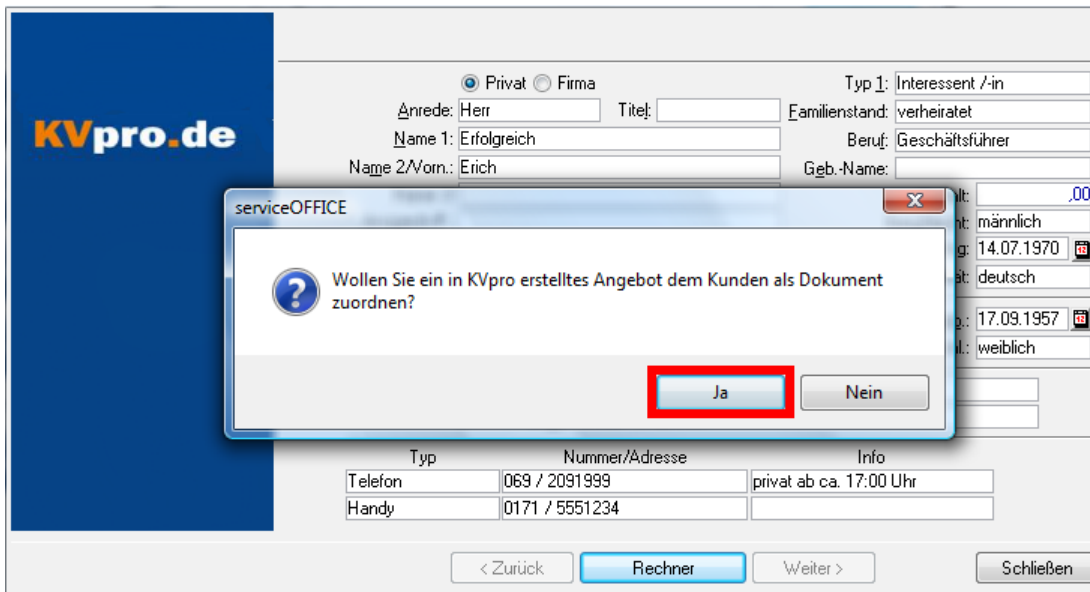 KVpro.de
Privat Firma
Typ 1: Interessent /-in
Anrede: Herr Titel: Familienstand: verheiratet
Name 1: Erfolgreich Beruf: Geschäftsführer
Name 2/Vorn.: Erich Geb.-Name:
serviceOFFICE
,00
männlich
14.07.1970
deutsch
17.09.1957
weiblich
Wollen Sie ein in KVpro erstelltes Angebot dem Kunden als Dokument
zuordnen?
Ja Nein
Typ Nummer/Adresse Info
Telefon 069 / 2091999 privat ab ca. 17:00 Uhr
Handy 0171 / 5551234
< Zurück Rechner Weiter > Schließen